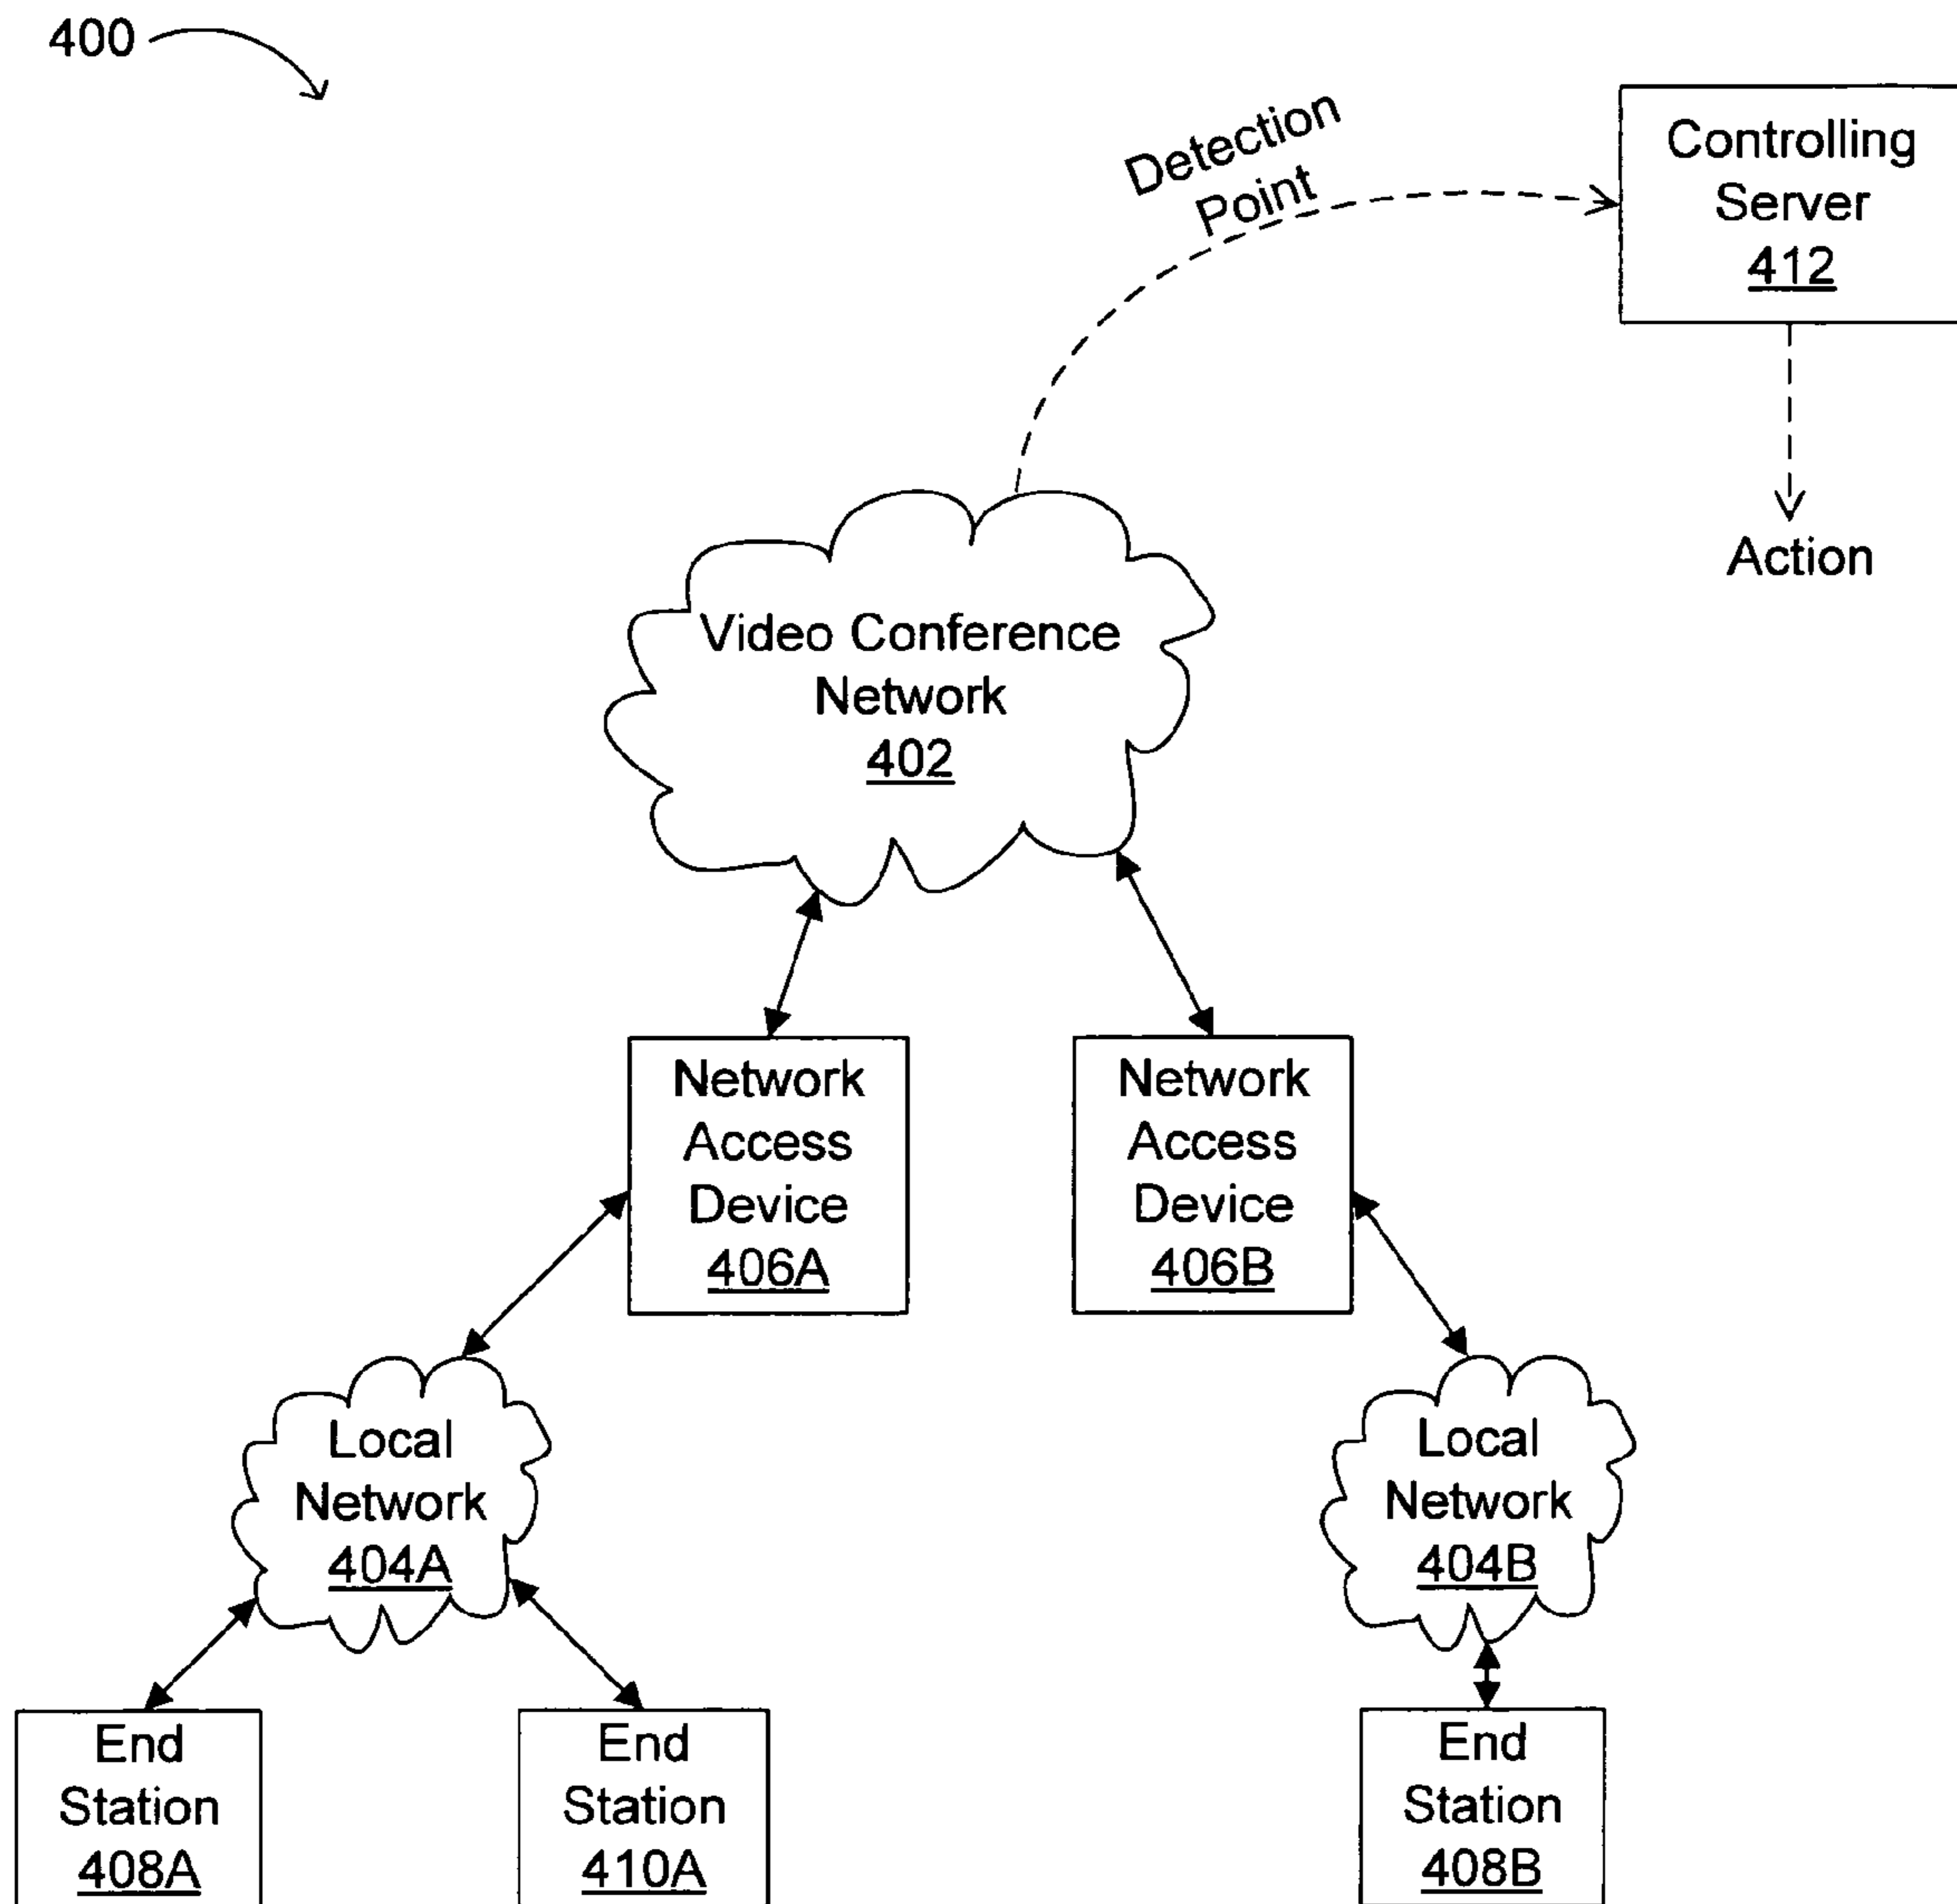 400
Detection
Point
Controlling
Server
412
Action
Video Conference
Network
402
Network
Access
Device
406A
Network
Access
Device
406B
Local
Network
404A
Local
Network
404B
End
Station
408A
End
Station
410A
End
Station
408B